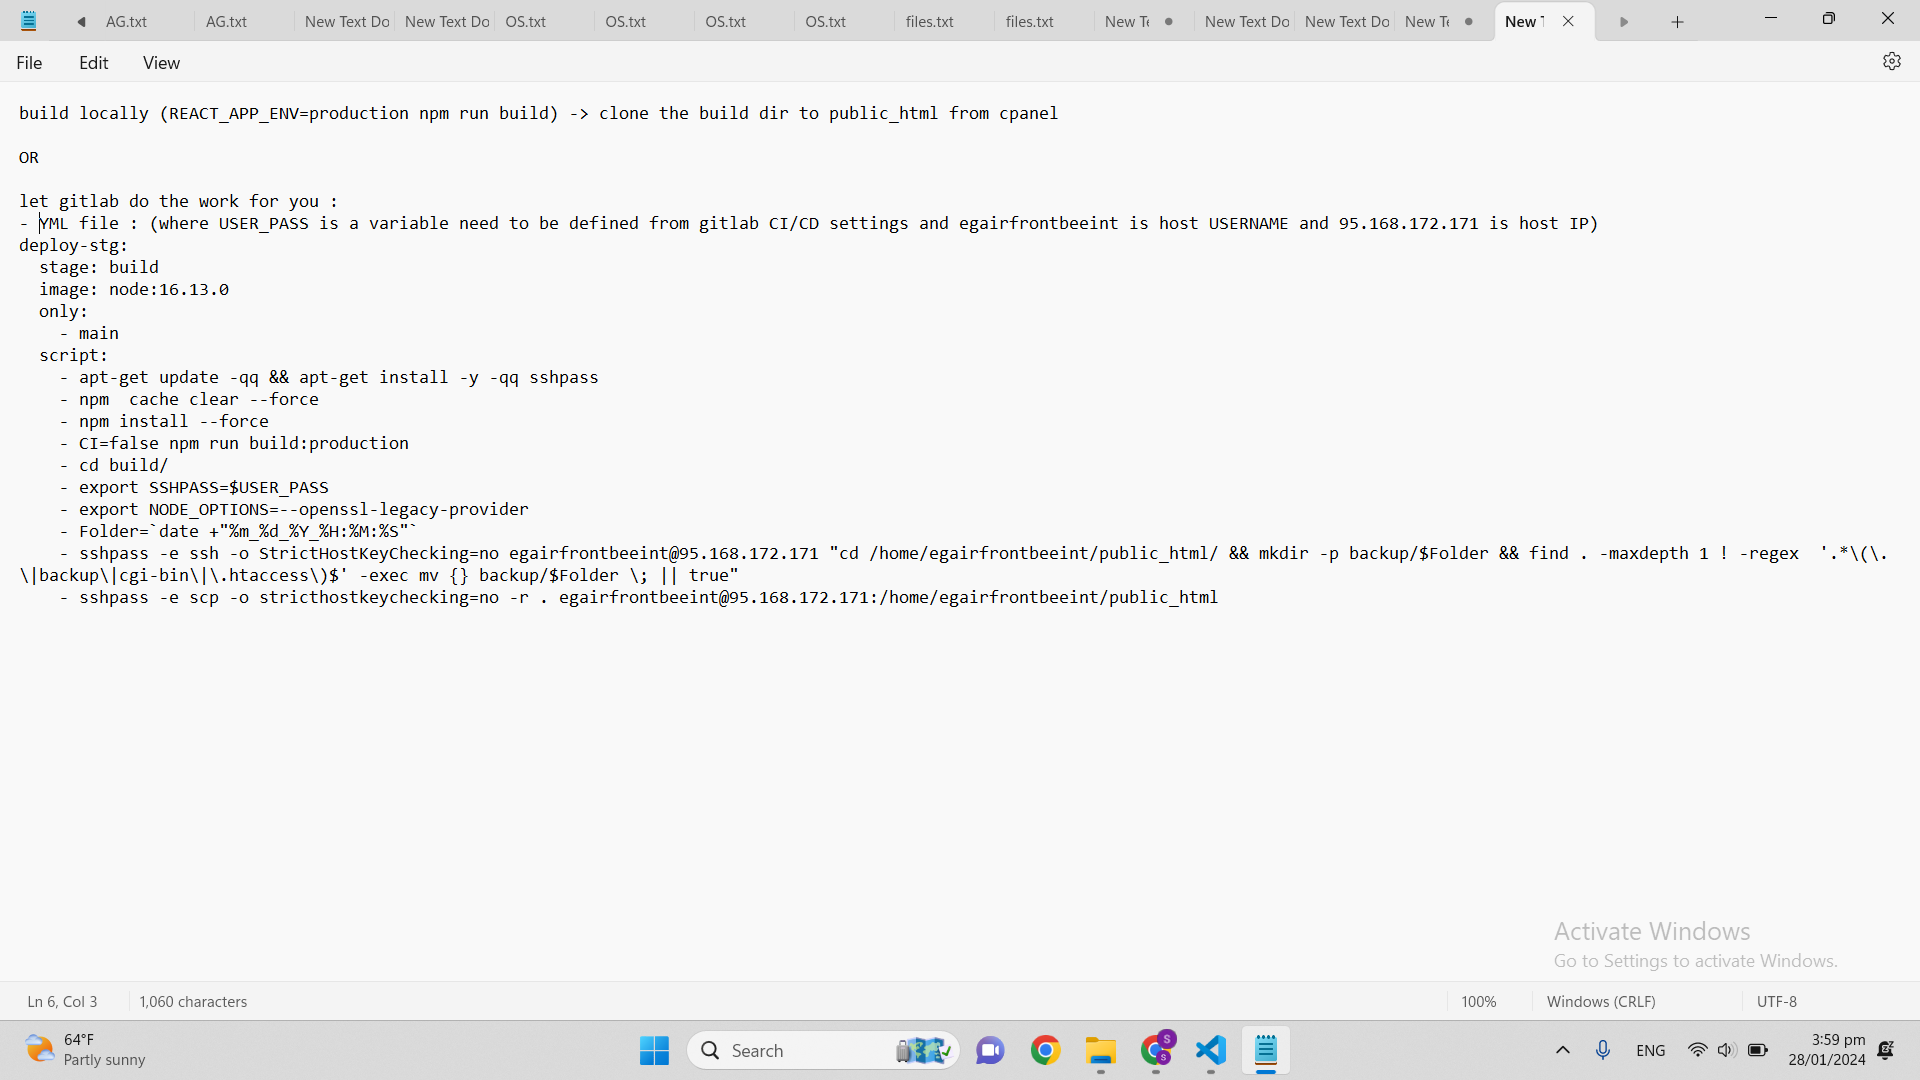 AG.txt AG.txt New Text Do New Text Do OS.txt OS.txt OS.txt OS.txt files.txt files.txt New Te New Text Do New Text Do New Te New T
File Edit View
build locally (REACT_APP_ENV=production npm run build) -> clone the build dir to public_html from cpanel
OR
let gitlab do the work for you :
- YML file : (where USER_PASS is a variable need to be defined from gitlab CI/CD settings and egairfrontbeeint is host USERNAME and 95.168.172.171 is host IP)
deploy-stg:
  stage: build
  image: node:16.13.0
  only:
    - main
  script:
    - apt-get update -qq && apt-get install -y -qq sshpass
    - npm  cache clear --force
    - npm install --force
    - CI=false npm run build:production
    - cd build/
    - export SSHPASS=$USER_PASS
    - export NODE_OPTIONS=--openssl-legacy-provider
    - Folder=`date +"%m_%d_%Y_%H:%M:%S"`
    - sshpass -e ssh -o StrictHostKeyChecking=no egairfrontbeeint@95.168.172.171 "cd /home/egairfrontbeeint/public_html/ && mkdir -p backup/$Folder && find . -maxdepth 1 ! -regex  '.*\(\.
\|backup\|cgi-bin\|\.htaccess\)$' -exec mv {} backup/$Folder \; || true"
    - sshpass -e scp -o stricthostkeychecking=no -r . egairfrontbeeint@95.168.172.171:/home/egairfrontbeeint/public_html
Activate Windows
Go to Settings to activate Windows.
Ln 6, Col 3 1,060 characters 100% Windows (CRLF) UTF-8
64°F
Partly sunny
Search
S
S
ENG
3:59 pm
28/01/2024